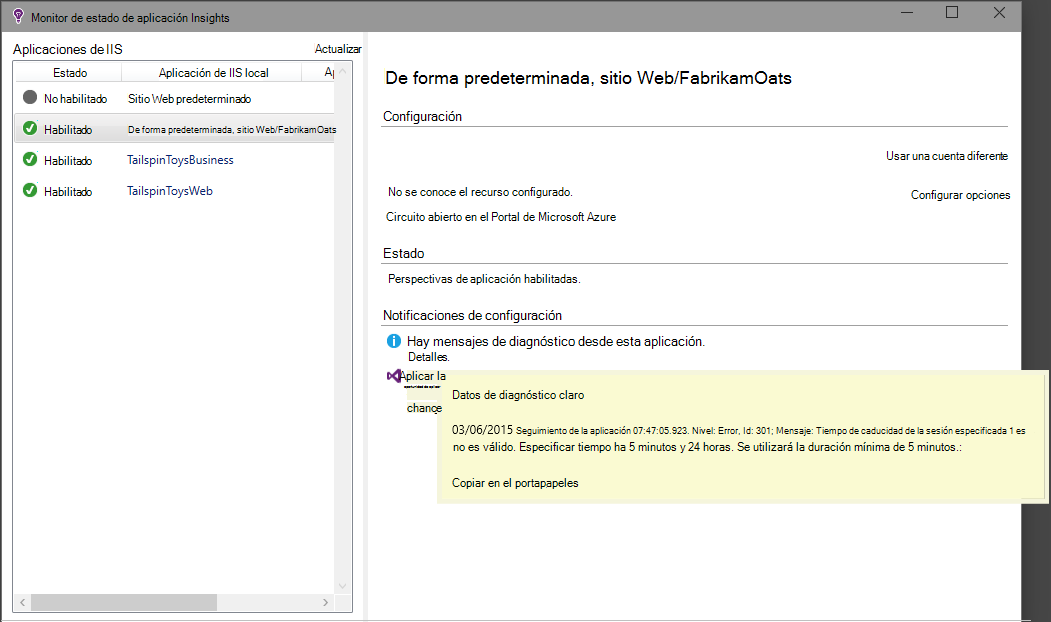 Monitor de estado de aplicación Insights
Aplicaciones de IIS
Actualizar
Estado
Aplicación de IIS local
No habilitado
Sitio Web predeterminado
Habilitado
De forma predeterminada, sitio Web/FabrikamOats
Habilitado
TailspinToysBusiness
Habilitado
TailspinToysWeb
De forma predeterminada, sitio Web/FabrikamOats
Configuración
Usar una cuenta diferente
No se conoce el recurso configurado.
Configurar opciones
Circuito abierto en el Portal de Microsoft Azure
Estado
Perspectivas de aplicación habilitadas.
Notificaciones de configuración
Hay mensajes de diagnóstico desde esta aplicación.
Detalles.
Aplicar la
chance
Datos de diagnóstico claro
03/06/2015 Seguimiento de la aplicación 07:47:05.923. Nivel: Error, Id: 301; Mensaje: Tiempo de caducidad de la sesión especificada 1 es
no es válido. Especificar tiempo ha 5 minutos y 24 horas. Se utilizará la duración mínima de 5 minutos.:
Copiar en el portapapeles